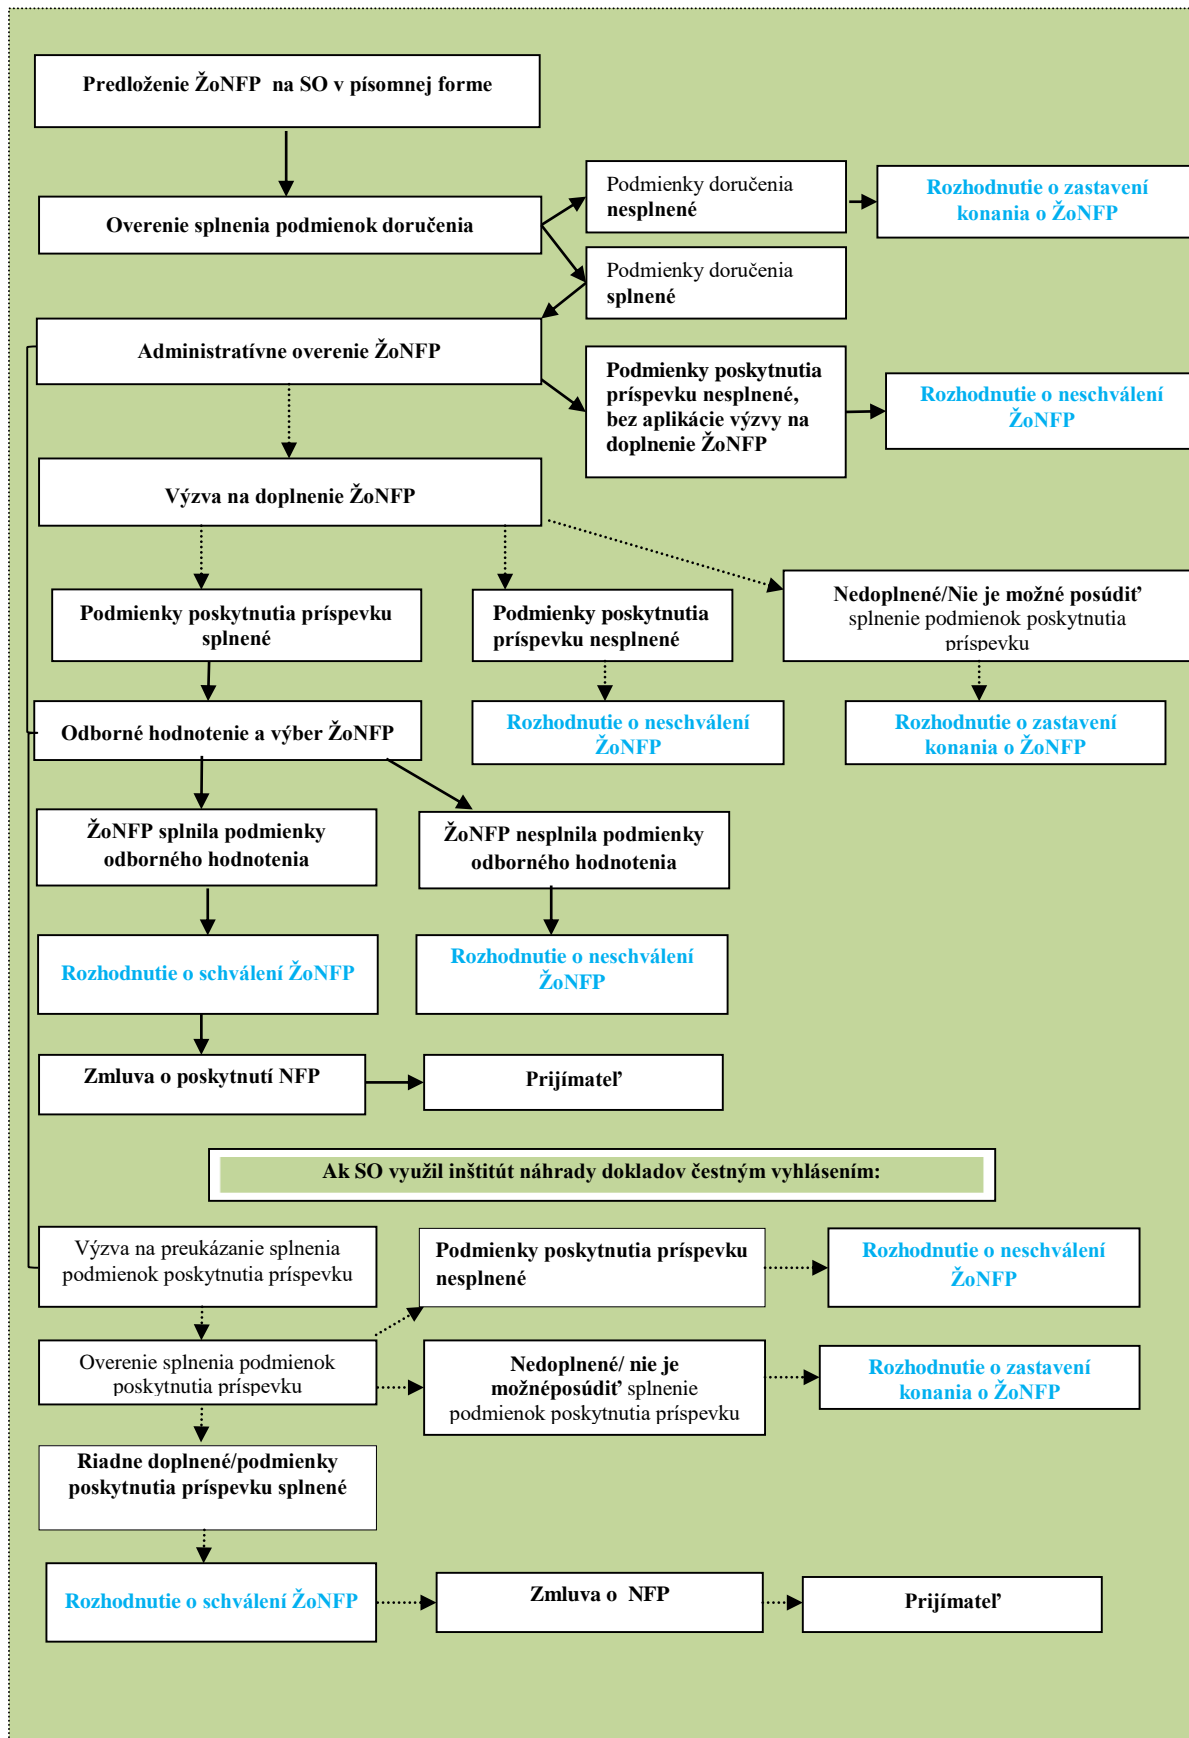 Predloženie ŽoNFP na SO v písomnej forme
Overenie splnenia podmienok doručenia
Podmienky doručenia
nesplnené
Rozhodnutie o zastavení
konania o ŽoNFP
Podmienky doručenia
splnené
Administratívne overenie ŽoNFP
Podmienky poskytnutia
príspevku nesplnené,
bez aplikácie výzvy na
doplnenie ŽoNFP
Rozhodnutie o neschválení
ŽoNFP
Výzva na doplnenie ŽoNFP
Podmienky poskytnutia príspevku
splnené
Podmienky poskytnutia
príspevku nesplnené
Nedoplnené/Nie je možné posúdiť
splnenie podmienok poskytnutia
príspevku
Odborné hodnotenie a výber ŽoNFP
Rozhodnutie o neschválení
ŽoNFP
Rozhodnutie o zastavení
konania o ŽoNFP
ŽoNFP splnila podmienky
odborného hodnotenia
ŽoNFP nesplnila podmienky
odborného hodnotenia
Rozhodnutie o schválení ŽoNFP
Rozhodnutie o neschválení
ŽoNFP
Zmluva o poskytnutí NFP
Prijímateľ
Ak SO využil inštitút náhrady dokladov čestným vyhlásením:
Výzva na preukázanie splnenia
podmienok poskytnutia príspevku
Podmienky poskytnutia príspevku
nesplnené
Rozhodnutie o neschválení
ŽoNFP
Overenie splnenia podmienok
poskytnutia príspevku
Nedoplnené/ nie je
možnéposúdiť splnenie
podmienok poskytnutia príspevku
Rozhodnutie o zastavení
konania o ŽoNFP
Riadne doplnené/podmienky
poskytnutia príspevku splnené
Rozhodnutie o schválení ŽoNFP
Zmluva o NFP
Prijímateľ